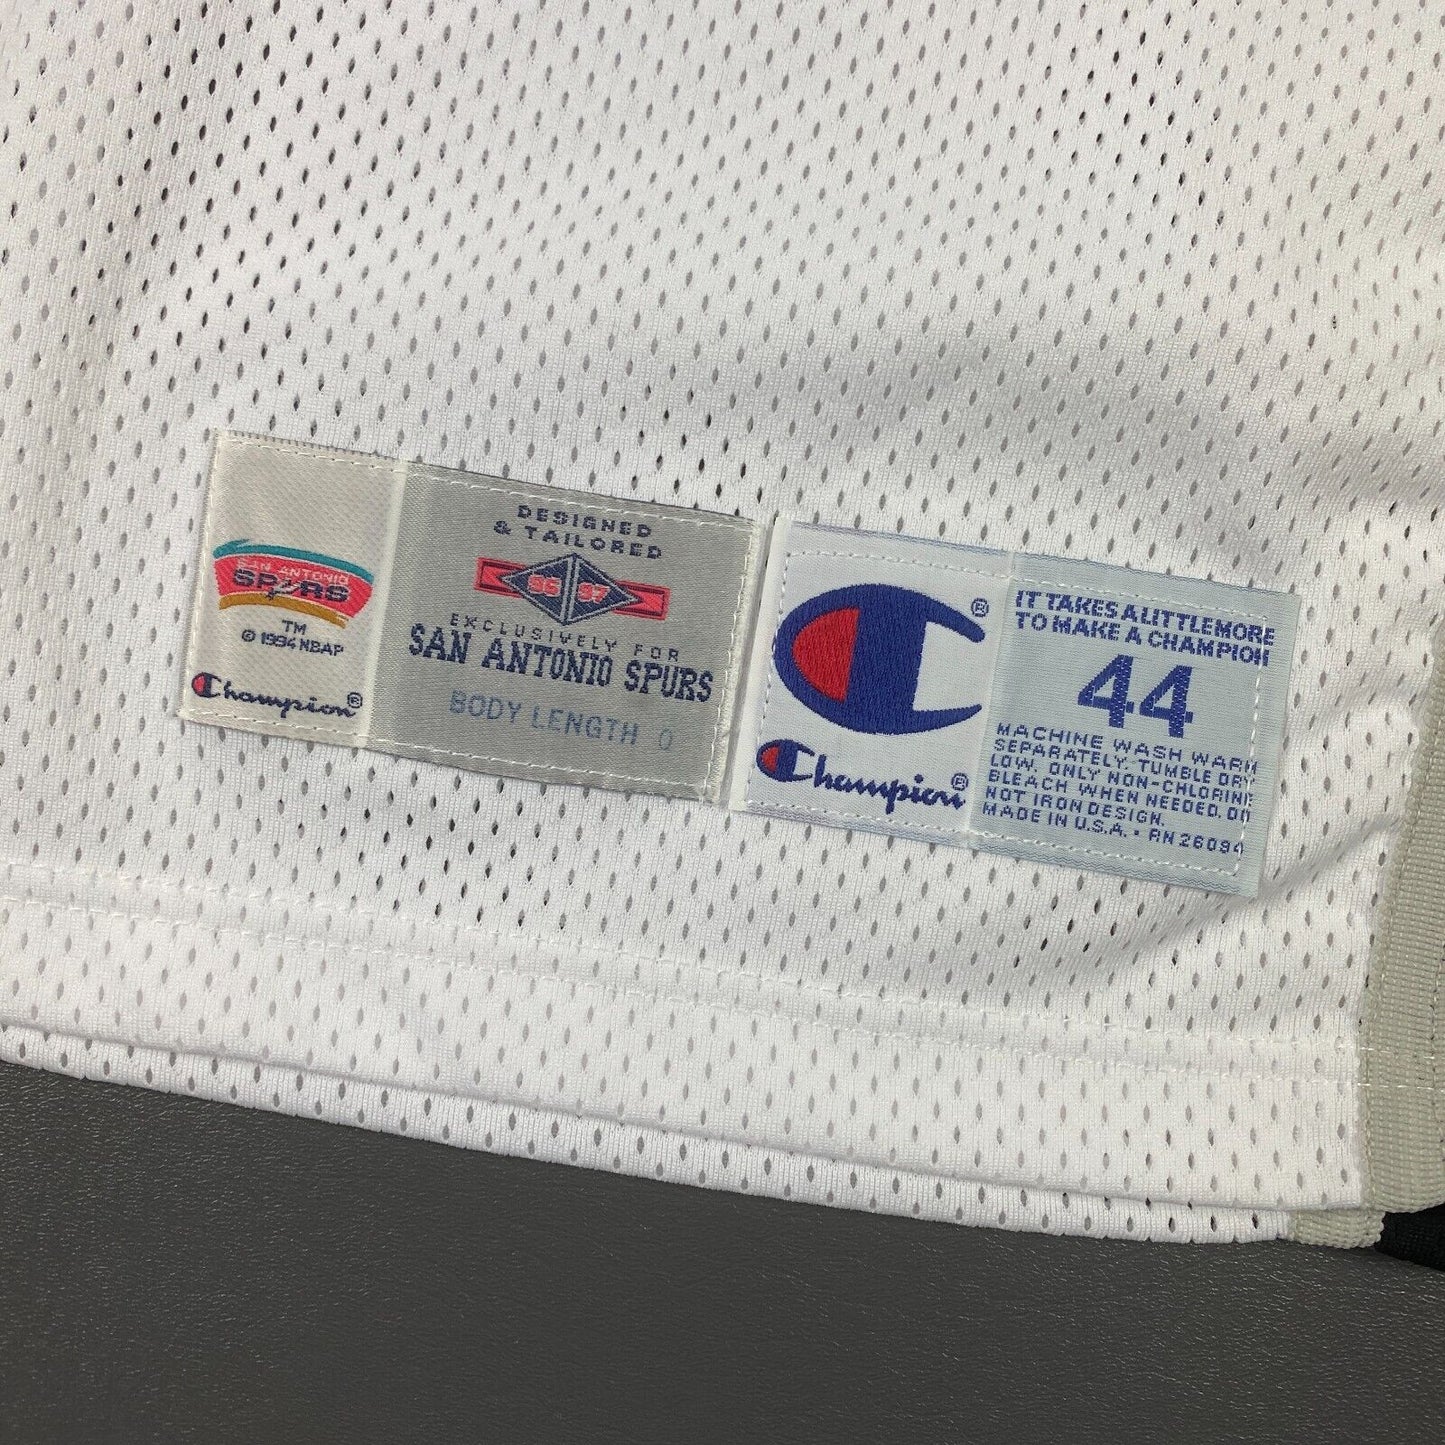 SAN ANTONIO
SPURS
TM
© 1994 NBAP
Champion®
DESIGNED
& TAILORED
96 97
EXCLUSIVELY FOR
SAN ANTONIO SPURS
BODY LENGTH 0
®
Champion®
IT TAKES A LITTLE MORE
TO MAKE A CHAMPION
44
MACHINE WASH WARM
SEPARATELY. TUMBLE DRY
LOW. ONLY NON-CHLORINE
BLEACH WHEN NEEDED. DO
NOT IRON DESIGN.
MADE IN U.S.A. • RN 26094